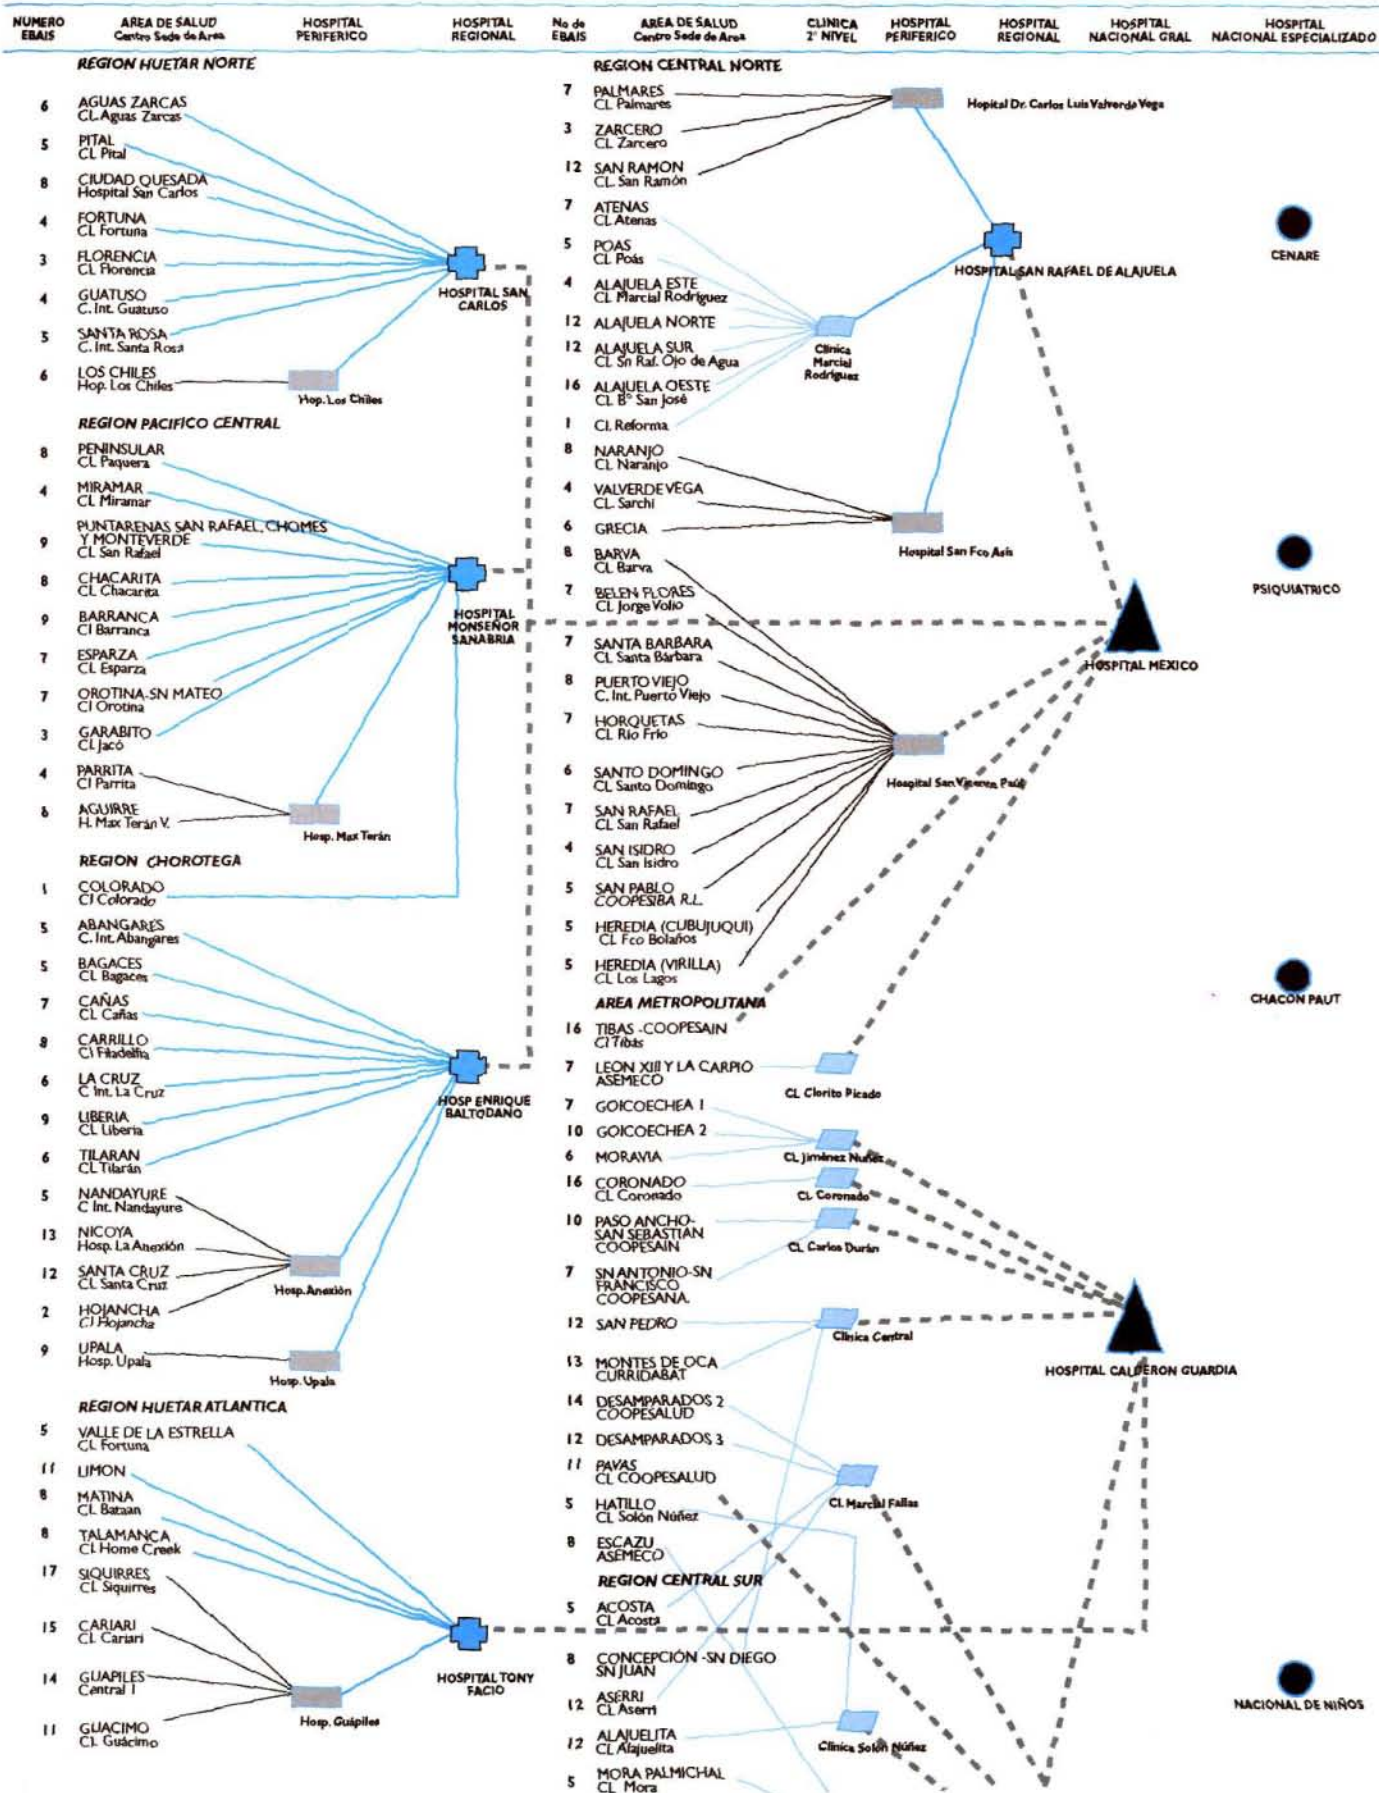 NUMERO EBAIS
AREA DE SALUD
Centro Sede de Area
HOSPITAL PERIFERICO
HOSPITAL REGIONAL
REGION HUETAR NORTE
6 AGUAS ZARCAS
CL. Aguas Zarcas
5 PITAL
CL. Pital
8 CIUDAD QUESADA
Hospital San Carlos
4 FORTUNA
CL. Fortuna
3 FLORENCIA
CL. Florencia
4 GUATUSO
C. Int. Guatuso
5 SANTA ROSA
C. Int. Santa Rosa
6 LOS CHILES
Hop. Los Chiles
Hop. Los Chiles
HOSPITAL SAN
CARLOS
REGION PACIFICO CENTRAL
8 PENINSULAR
CL. Paquera
4 MIRAMAR
CL. Miramar
PUNTARENAS SAN RAFAEL, CHOMES
9 Y MONTEVERDE
CL. San Rafael
8 CHACARITA
CL. Chacarita
9 BARRANCA
Cl Barranca
7 ESPARZA
CL. Esparza
7 OROTINA-SN MATEO
Cl Orotina
3 GARABITO
CL. Jacó
4 PARRITA
Cl Parrita
AGUIRRE
H. Max Terán V.
Hosp. Max Terán
HOSPITAL
MONSEÑOR
SANABRIA
REGION CHOROTEGA
1 COLORADO
Cl Colorado
5 ABANGARES
C. Int. Abangares
5 BAGACES
CL. Bagaces
7 CAÑAS
CL. Cañas
8 CARRILLO
Cl Filadelfia
6 LA CRUZ
C Int. La Cruz
9 LIBERIA
CL. Liberia
6 TILARAN
CL. Tilarán
5 NANDAYURE
C Int. Nandayure
13 NICOYA
Hosp. La Anexión
12 SANTA CRUZ
CL. Santa Cruz
2 HOJANCHA
Cl Hojancha
9 UPALA
Hosp. Upala
Hosp. Anexión
Hosp. Upala
HOSP ENRIQUE
BALTODANO
REGION HUETAR ATLANTICA
5 VALLE DE LA ESTRELLA
CL. Fortuna
11 LIMON
8 MATINA
CL. Bataan
8 TALAMANCA
Cl. Home Creek
17 SIQUIRRES
CL. Siquirres
15 CARIARI
CL. Cariari
14 GUAPILES
Central I
11 GUACIMO
CL. Guácimo
Hosp. Guápiles
HOSPITAL TONY
FACIO
No de EBAIS
AREA DE SALUD
Centro Sede de Area
CLINICA 2° NIVEL
HOSPITAL PERIFERICO
HOSPITAL REGIONAL
HOSPITAL NACIONAL GRAL
HOSPITAL NACIONAL ESPECIALIZADO
REGION CENTRAL NORTE
7 PALMARES
CL. Palmares
3 ZARCERO
CL. Zarcero
12 SAN RAMON
CL. San Ramón
Hopital Dr. Carlos Luis Valverde Vega
7 ATENAS
CL. Atenas
5 POAS
CL. Poás
4 ALAJUELA ESTE
CL. Marcial Rodríguez
12 ALAJUELA NORTE
12 ALAJUELA SUR
CL. Sn Raf. Ojo de Agua
16 ALAJUELA OESTE
CL. B° San José
1 Cl. Reforma
Clinica
Marcial
Rodríguez
HOSPITAL SAN RAFAEL DE ALAJUELA
8 NARANJO
CL. Naranjo
4 VALVERDE VEGA
CL. Sarchi
6 GRECIA
Hospital San Fco Asis
8 BARVA
CL. Barva
7 BELEN FLORES
CL. Jorge Volio
7 SANTA BARBARA
CL. Santa Bárbara
8 PUERTO VIEJO
C. Int. Puerto Viejo
7 HORQUETAS
CL. Río Frío
6 SANTO DOMINGO
CL. Santo Domingo
7 SAN RAFAEL
CL. San Rafael
4 SAN ISIDRO
CL. San Isidro
5 SAN PABLO
COOPESIBA R.L.
5 HEREDIA (CUBUJUQUI)
CL. Fco Bolaños
5 HEREDIA (VIRILLA)
CL. Los Lagos
Hospital San Vicente Paúl
HOSPITAL MEXICO
AREA METROPOLITANA
16 TIBAS -COOPESAIN
Cl Tibás
7 LEON XIII Y LA CARPIO
ASEMECO
CL. Clorito Picado
7 GOICOECHEA 1
10 GOICOECHEA 2
6 MORAVIA
CL. Jiménez Nuñez
16 CORONADO
CL. Coronado
CL. Coronado
10 PASO ANCHO-
SAN SEBASTIAN
COOPESAIN
CL. Carlos Durán
7 SN ANTONIO-SN
FRANCISCO
COOPESANA.
12 SAN PEDRO
Clinica Central
13 MONTES DE OCA
CURRIDABAT
14 DESAMPARADOS 2
COOPESALUD
12 DESAMPARADOS 3
11 PAVAS
CL. COOPESALUD
Cl. Marcial Fallas
5 HATILLO
CL. Solón Núñez
8 ESCAZU
ASEMECO
HOSPITAL CALDERON GUARDIA
REGION CENTRAL SUR
5 ACOSTA
CL. Acosta
8 CONCEPCIÓN -SN DIEGO
SN JUAN
12 ASERRI
CL. Aserri
12 ALAJUELITA
CL. Alajuelita
Clinica Solón Núñez
5 MORA PALMICHAL
CL. Mora
CENARE
PSIQUIATRICO
CHACON PAUT
NACIONAL DE NIÑOS